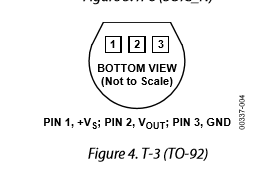 1 2 3
BOTTOM VIEW
(Not to Scale)
PIN 1, +VS; PIN 2, VOUT; PIN 3, GND
00337-004
Figure 4. T-3 (TO-92)